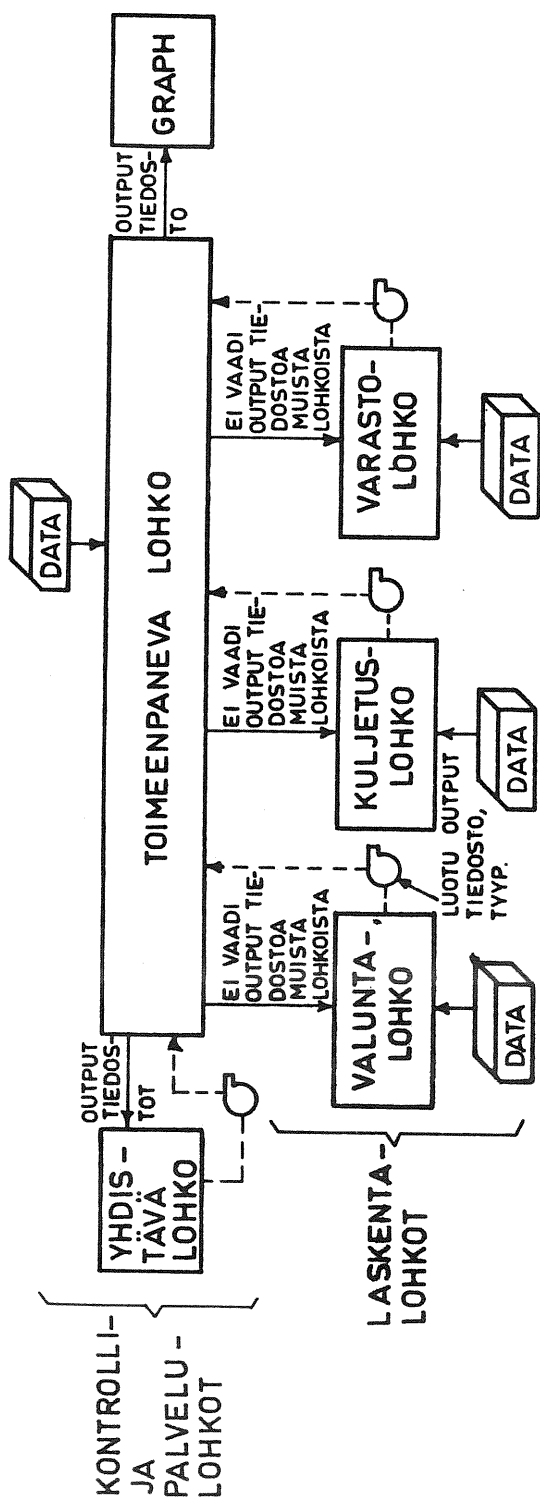 KONTROLLI-
JA
PALVELU-
LOHKOT
YHDIS-
TÄVÄ
LOHKO
OUTPUT
TIEDOS-
TOT
DATA
TOIMEENPANEVA LOHKO
OUTPUT
TIEDOS-
TO
GRAPH
EI VAADI
OUTPUT TIE-
DOSTOA
MUISTA
LOHKOISTA
EI VAADI
OUTPUT TIE-
DOSTOA
MUISTA
LOHKOISTA
EI VAADI
OUTPUT TIE-
DOSTOA
MUISTA
LOHKOISTA
LASKENTA-
LOHKOT
VALUNTA-
LOHKO
KULJETUS-
LOHKO
VARASTO-
LOHKO
LUOTU OUTPUT
TIEDOSTO,
TYYP.
DATA
DATA
DATA